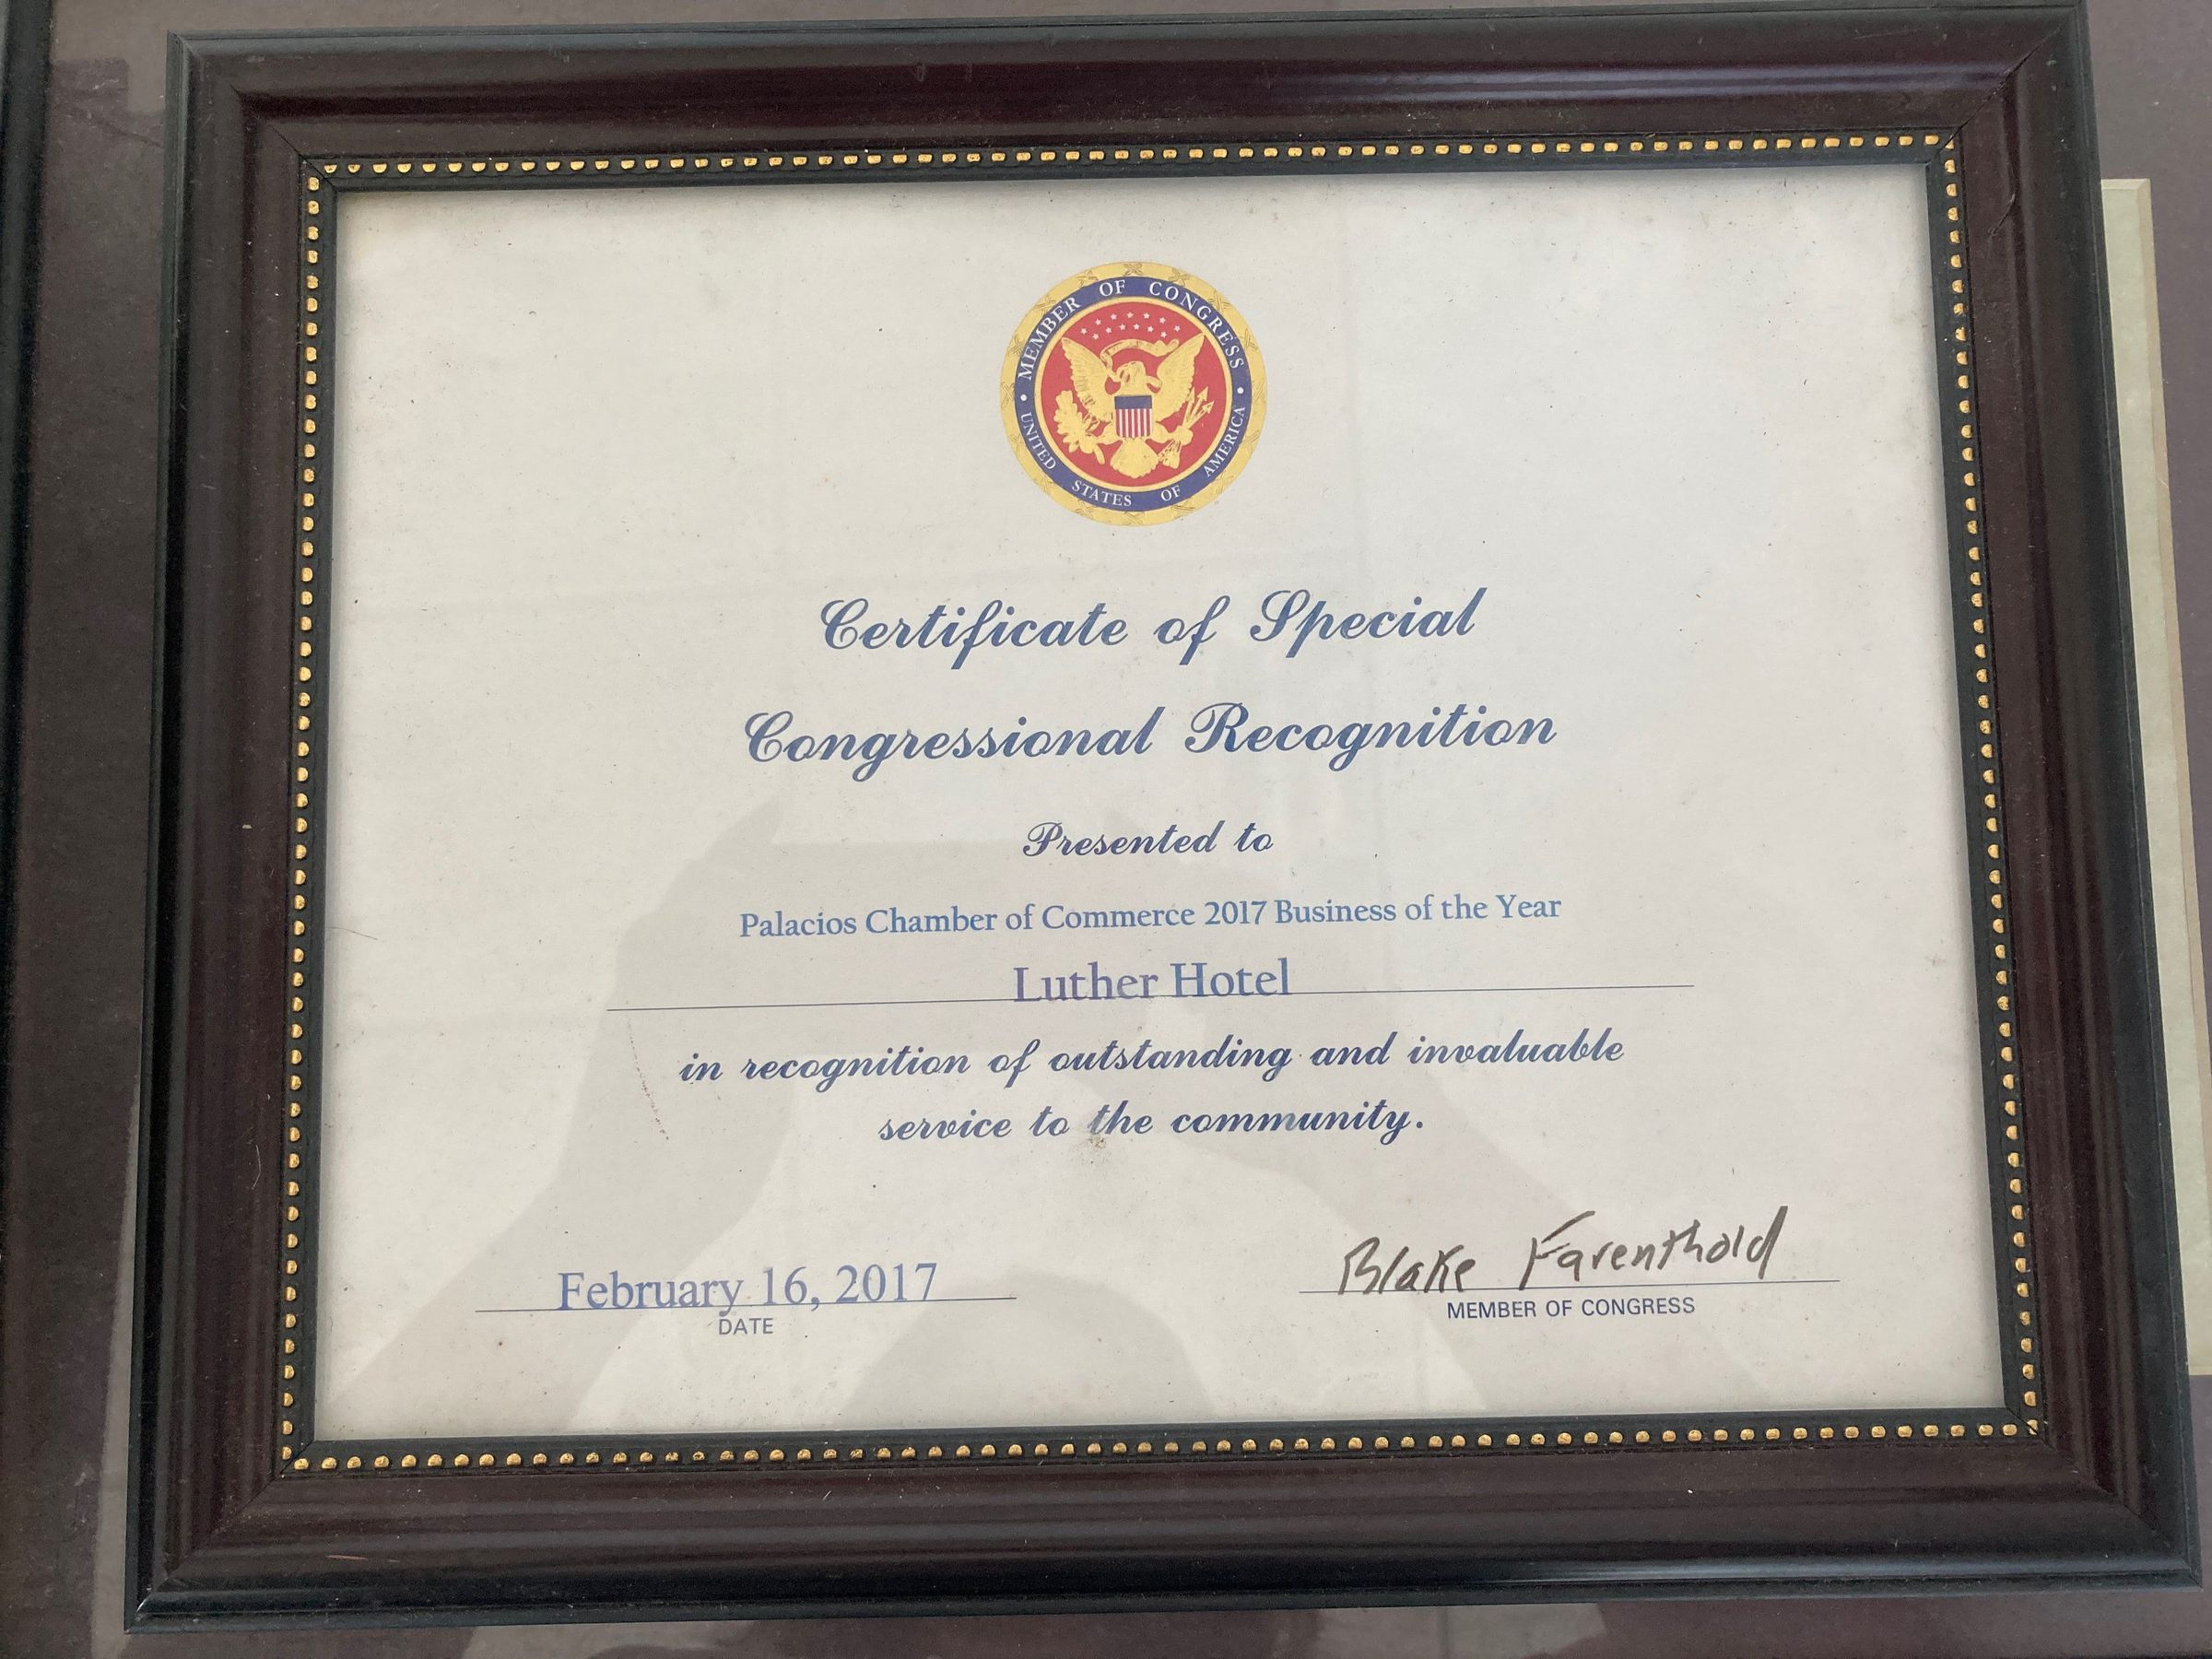 MEMBER OF CONGRESS
UNITED STATES OF AMERICA
Certificate of Special
Congressional Recognition
Presented to
Palacios Chamber of Commerce 2017 Business of the Year
Luther Hotel
in recognition of outstanding and invaluable
service to the community.
February 16, 2017
DATE
Blake Farenthold
MEMBER OF CONGRESS